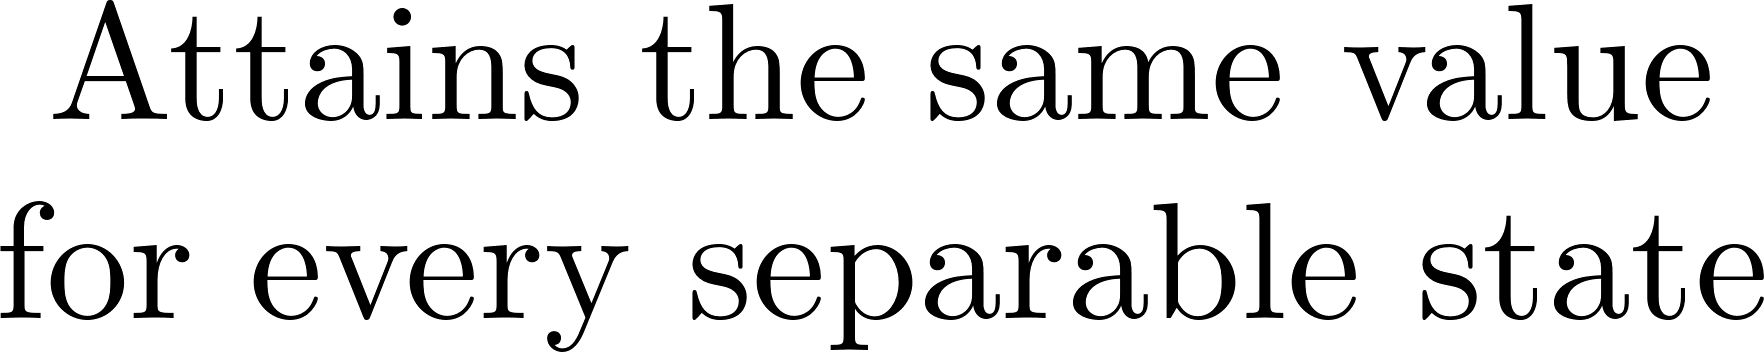 Attains the same value
for every separable state